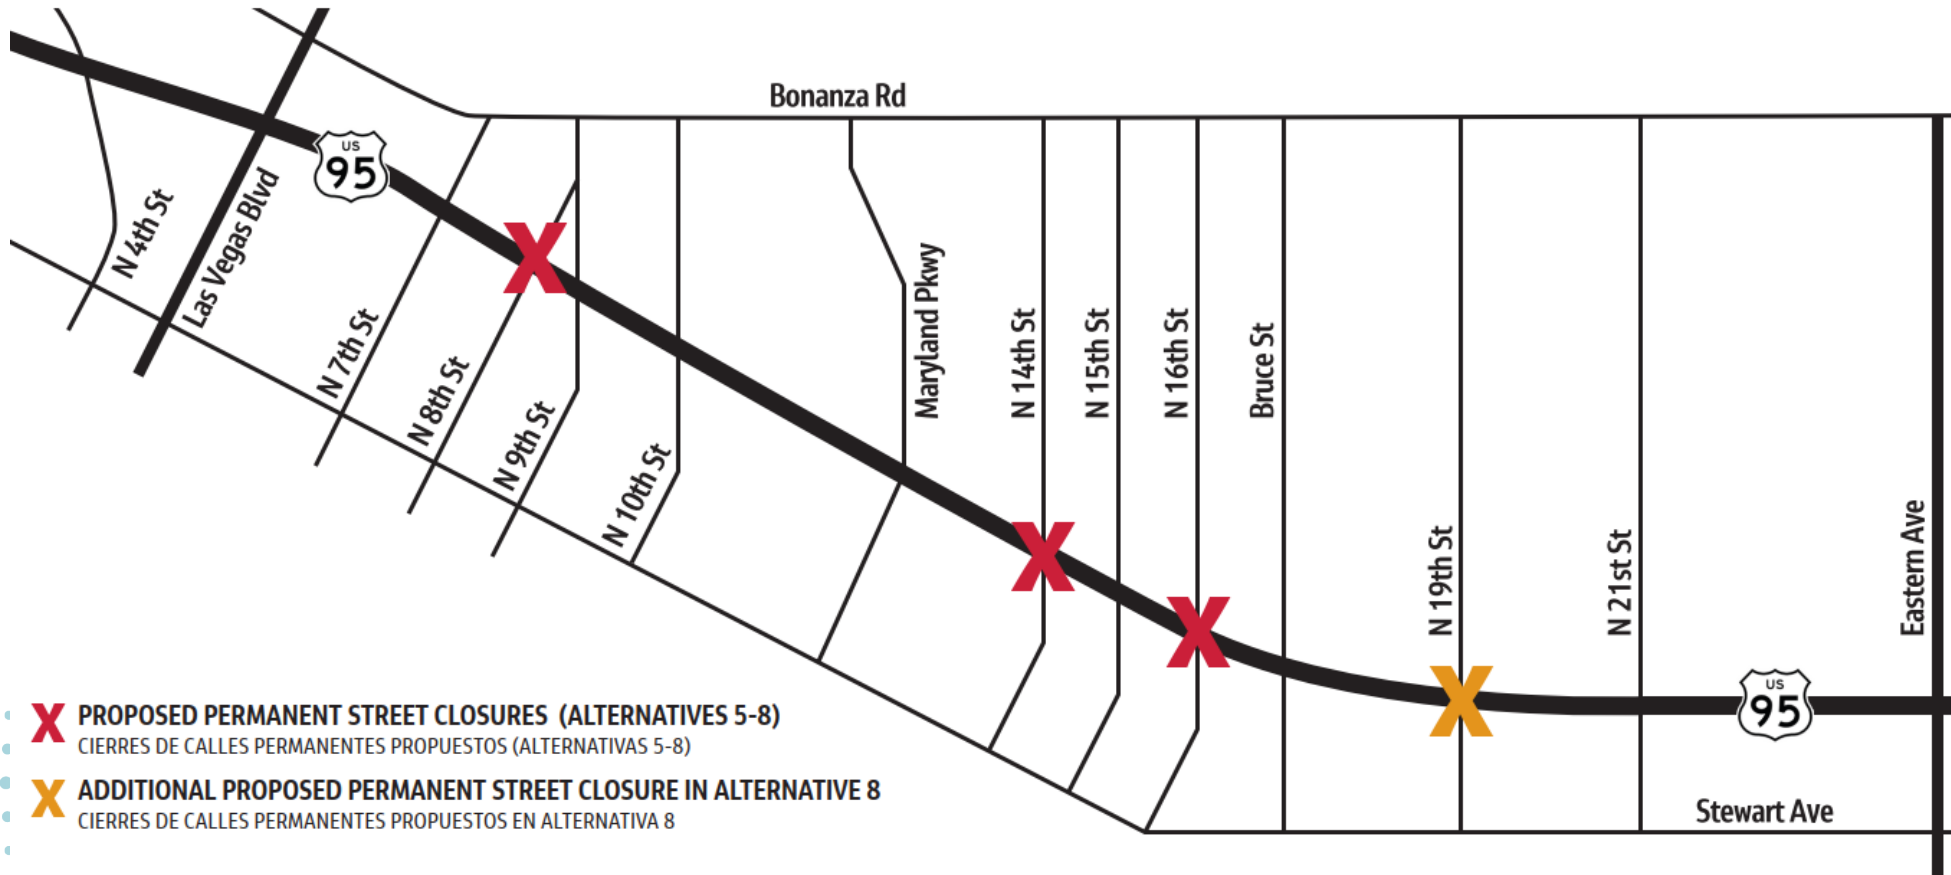 Bonanza Rd
US
95
N 4th St
Las Vegas Blvd
N 7th St
N 8th St
N 9th St
N 10th St
Maryland Pkwy
N 14th St
N 15th St
N 16th St
Bruce St
N 19th St
N 21st St
Eastern Ave
US
95
Stewart Ave
X PROPOSED PERMANENT STREET CLOSURES (ALTERNATIVES 5-8)
CIERRES DE CALLES PERMANENTES PROPUESTOS (ALTERNATIVAS 5-8)
X ADDITIONAL PROPOSED PERMANENT STREET CLOSURE IN ALTERNATIVE 8
CIERRES DE CALLES PERMANENTES PROPUESTOS EN ALTERNATIVA 8